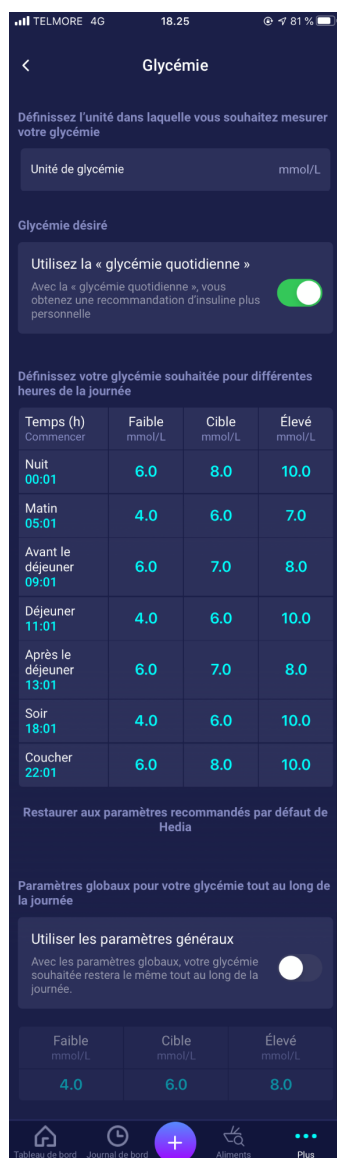 TELMORE 4G 18.25 81 %
Glycémie
Définissez l'unité dans laquelle vous souhaitez mesurer
votre glycémie
Unité de glycémie mmol/L
Glycémie désiré
Utilisez la « glycémie quotidienne »
Avec la « glycémie quotidienne », vous
obtenez une recommandation d'insuline plus
personnelle
Définissez votre glycémie souhaitée pour différentes
heures de la journée
Temps (h) Faible Cible Élevé
Commencer mmol/L mmol/L mmol/L
Nuit
00:01 6.0 8.0 10.0
Matin
05:01 4.0 6.0 7.0
Avant le
déjeuner 6.0 7.0 8.0
09:01
Déjeuner
11:01 4.0 6.0 10.0
Après le
déjeuner 6.0 7.0 8.0
13:01
Soir
18:01 4.0 6.0 10.0
Coucher
22:01 6.0 8.0 10.0
Restaurer aux paramètres recommandés par défaut de
Hedia
Paramètres globaux pour votre glycémie tout au long de
la journée
Utiliser les paramètres généraux
Avec les paramètres globaux, votre glycémie
souhaitée restera le même tout au long de la
journée.
Faible Cible Élevé
mmol/L mmol/L mmol/L
4.0 6.0 8.0
Tableau de bord Journal de bord + Aliments Plus